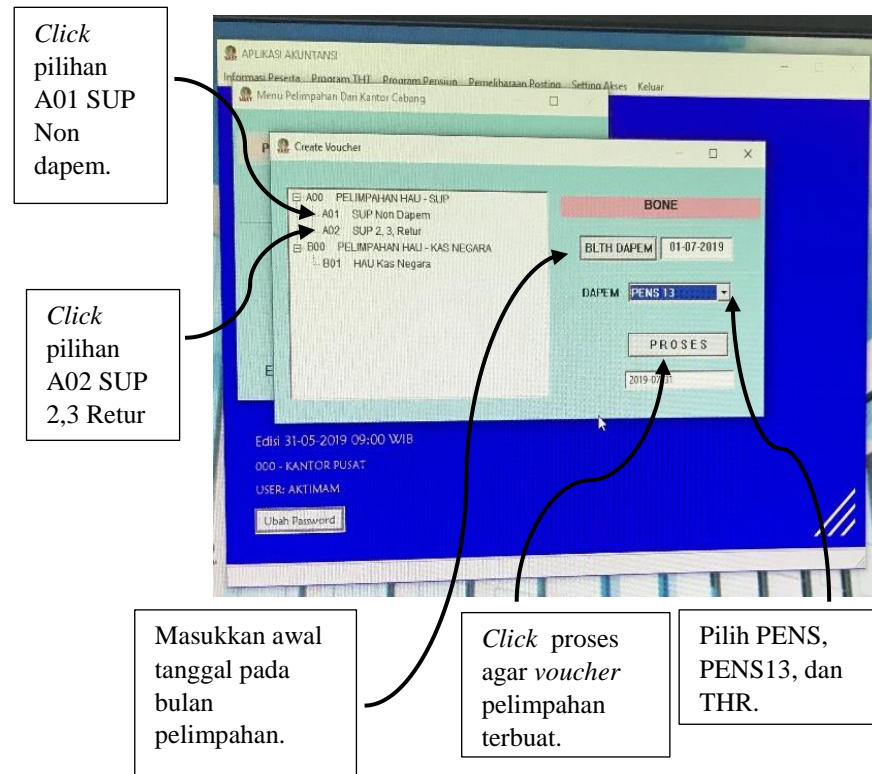 Click
pilihan
A01 SUP
Non
dapem.
Click
pilihan
A02 SUP
2,3 Retur
APLIKASI AKUNTANSI
Informasi Peserta Program THT Program Pensiun Pemeliharaan Posting Setting Akses Keluar
Menu Pelimpahan Dari Kantor Cabang
P
Create Voucher
A00 PELIMPAHAN HAU - SUP
A01 SUP Non Dapem
A02 SUP 2, 3, Retur
B00 PELIMPAHAN HAU - KAS NEGARA
B01 HAU Kas Negara
BONE
BLTH DAPEM 01-07-2019
DAPEM PENS 13
PROSES
2019-07-31
E
Edisi 31-05-2019 09:00 WIB
000 - KANTOR PUSAT
USER: AKTIMAM
Ubah Password
Masukkan awal
tanggal pada
bulan
pelimpahan.
Click proses
agar voucher
pelimpahan
terbuat.
Pilih PENS,
PENS13, dan
THR.